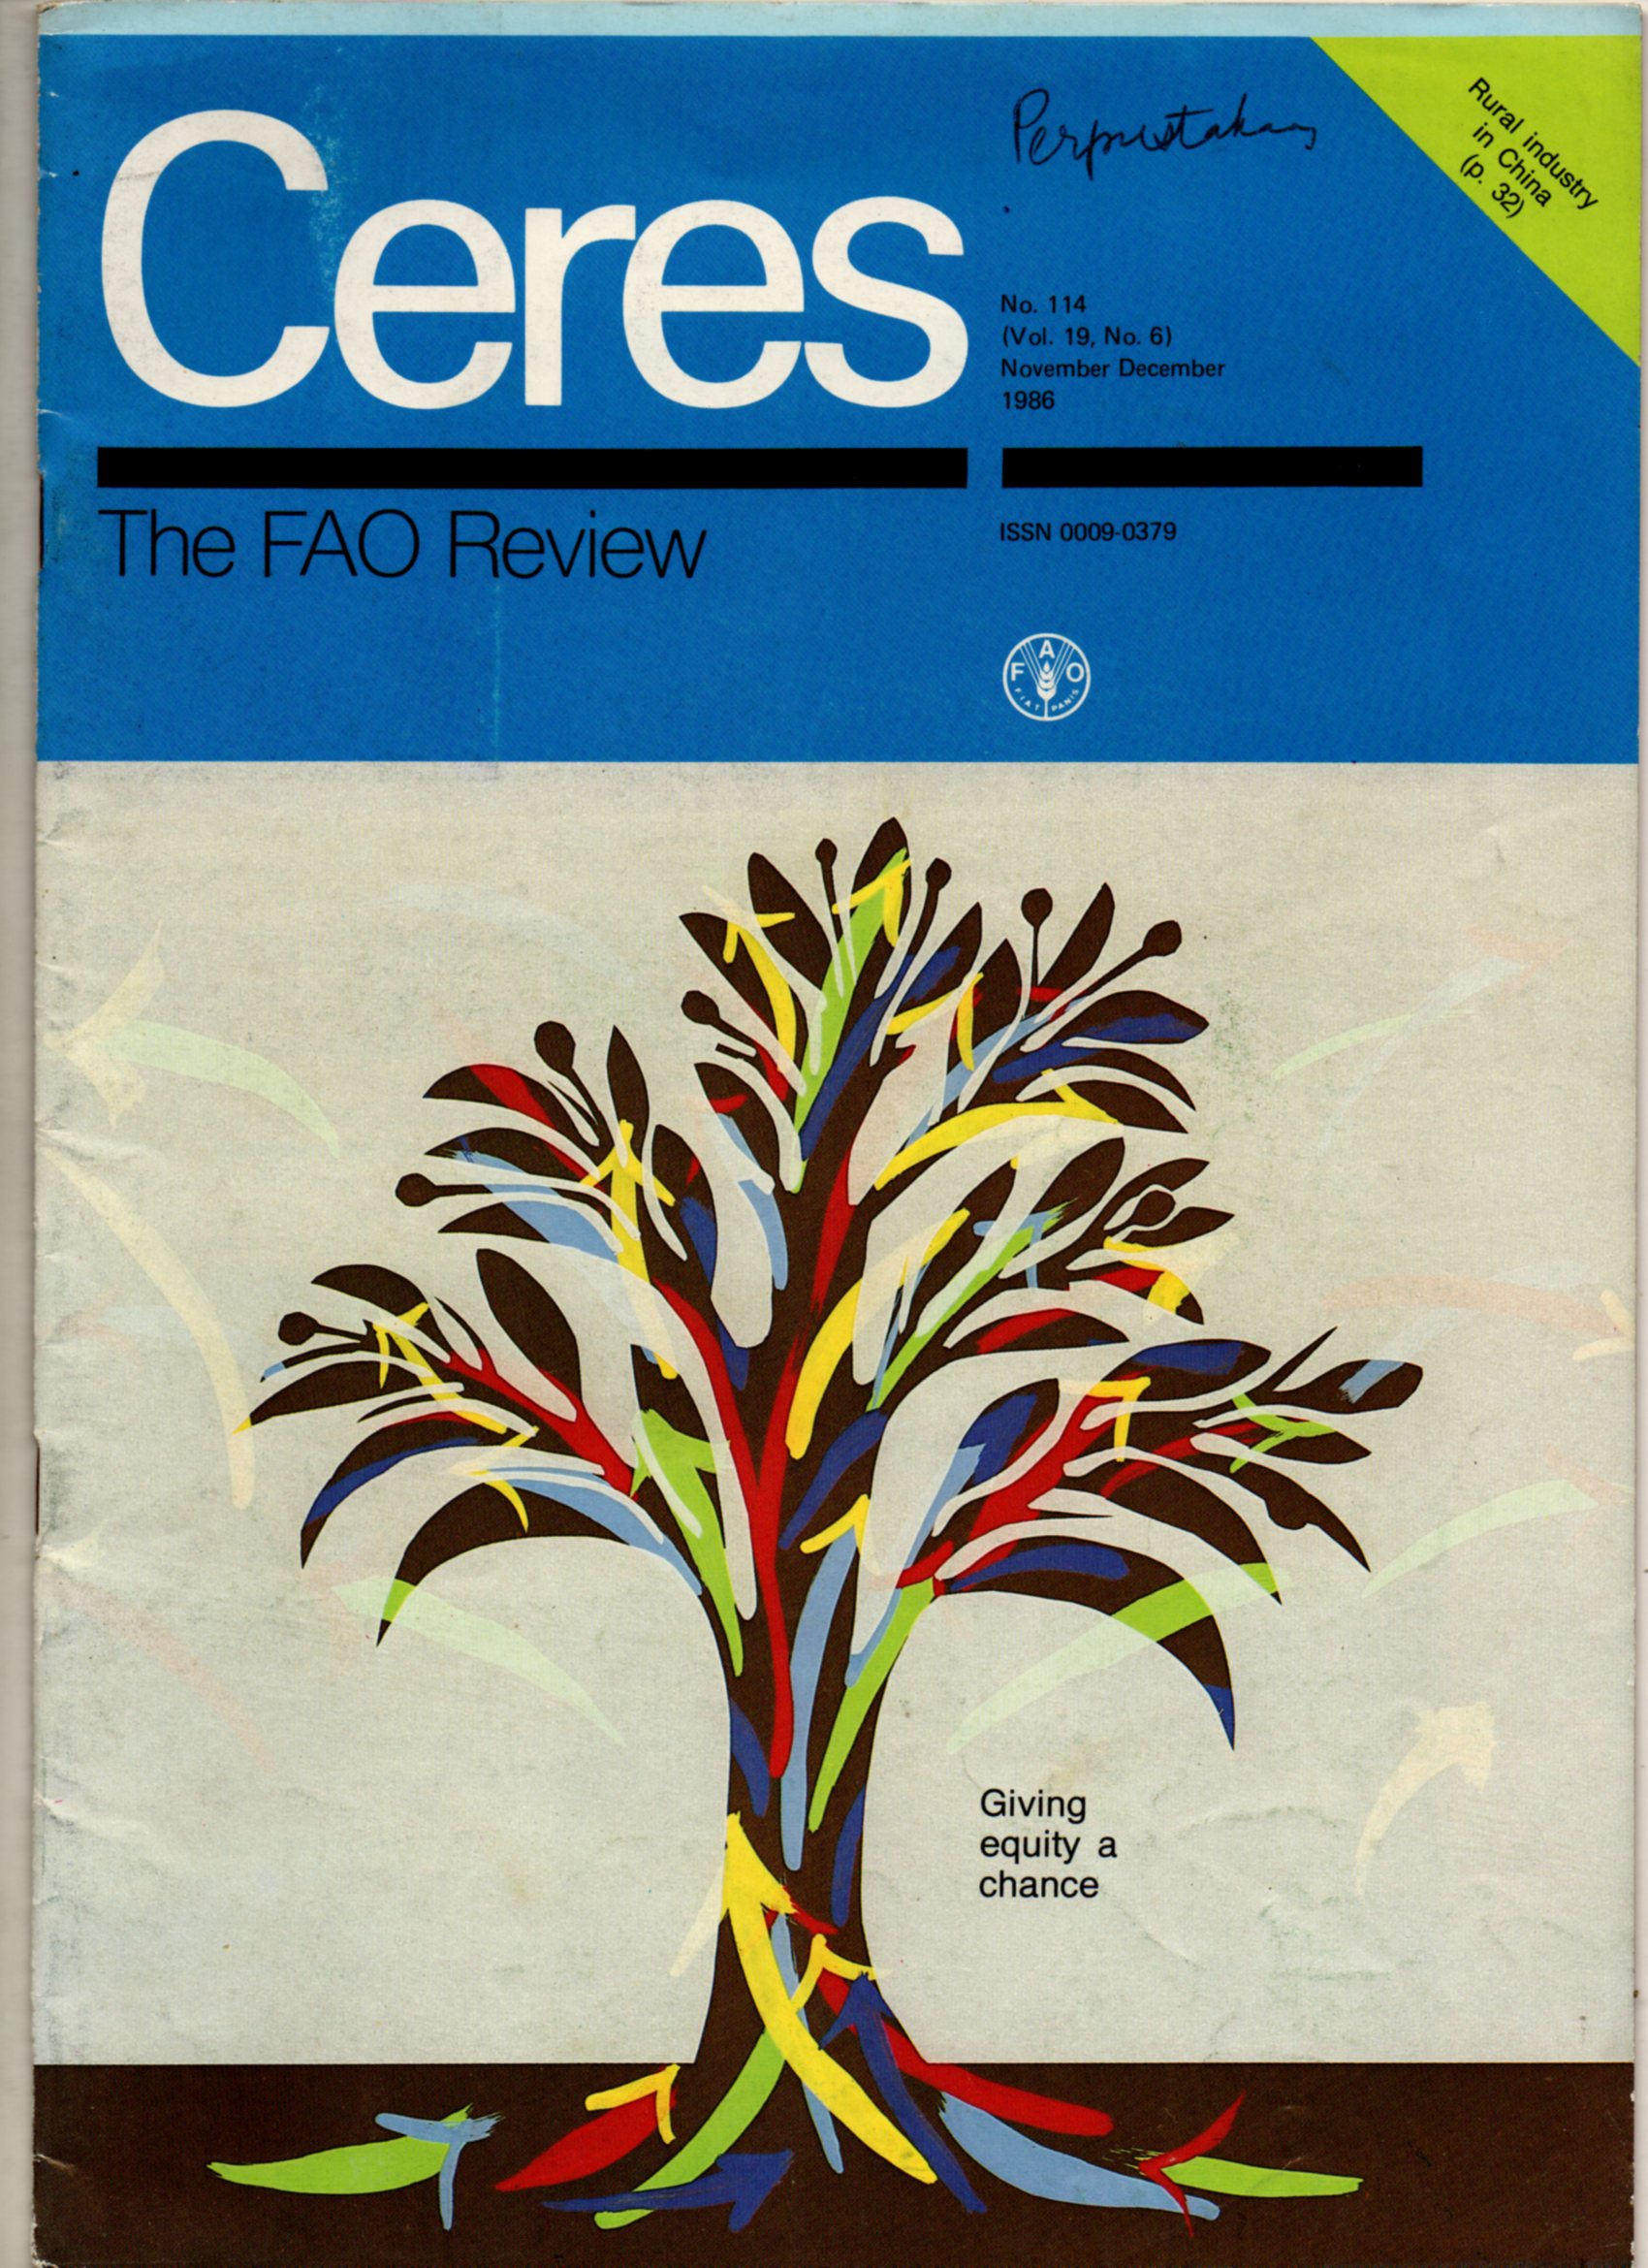 Rural industry
in China
(p. 32)
Perpustakaan
Ceres
No. 114
(Vol. 19, No. 6)
November December
1986
The FAO Review
ISSN 0009-0379
F A O
FIAT PANIS
Giving
equity a
chance